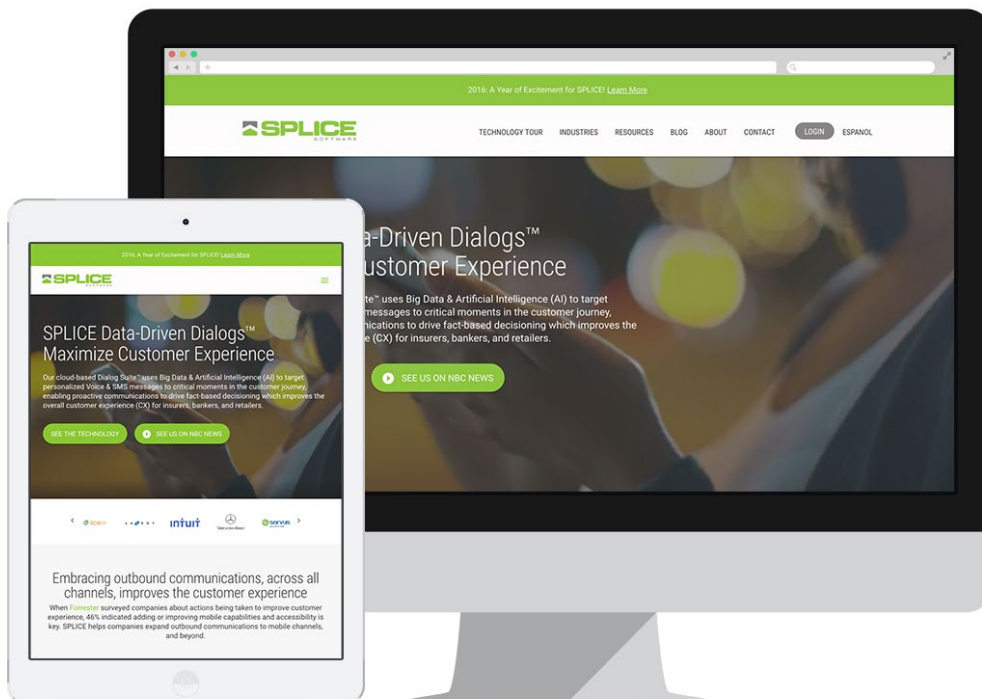 2016: A Year of Excitement for SPLICE! Learn More
SPLICE
SOFTWARE
TECHNOLOGY TOUR INDUSTRIES RESOURCES BLOG ABOUT CONTACT LOGIN ESPANOL
a-Driven Dialogs™
ustomer Experience
ite™ uses Big Data & Artificial Intelligence (AI) to target
messages to critical moments in the customer journey,
nications to drive fact-based decisioning which improves the
e (CX) for insurers, bankers, and retailers.
SEE US ON NBC NEWS
2016: A Year of Excitement for SPLICE! Learn More
SPLICE
SOFTWARE
SPLICE Data-Driven Dialogs™
Maximize Customer Experience
Our cloud-based Dialog Suite™ uses Big Data & Artificial Intelligence (AI) to target
personalized Voice & SMS messages to critical moments in the customer journey,
enabling proactive communications to drive fact-based decisioning which improves the
overall customer experience (CX) for insurers, bankers, and retailers.
SEE THE TECHNOLOGY SEE US ON NBC NEWS
intuit Mercedes-Benz servus
Embracing outbound communications, across all
channels, improves the customer experience
When Forrester surveyed companies about actions being taken to improve customer
experience, 46% indicated adding or improving mobile capabilities and accessibility is
key. SPLICE helps companies expand outbound communications to mobile channels,
and beyond.